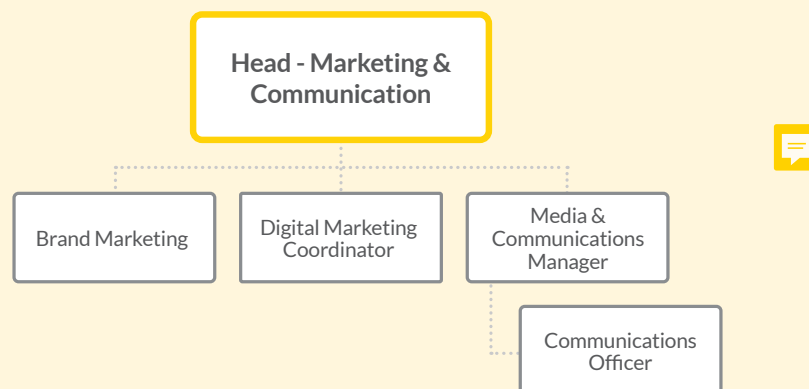 Head - Marketing &
Communication
Brand Marketing
Digital Marketing
Coordinator
Media &
Communications
Manager
Communications
Officer